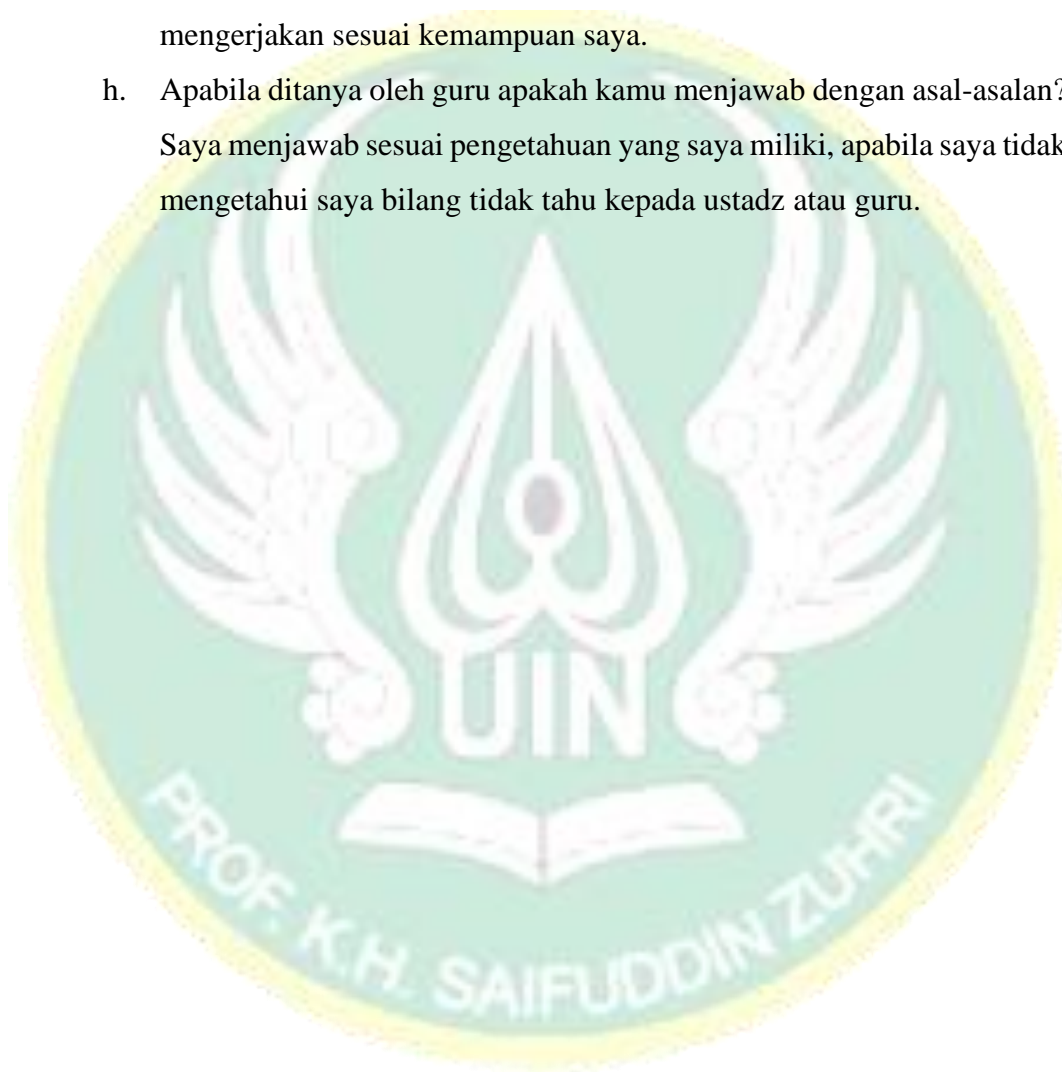 mengerjakan sesuai kemampuan saya.
h. Apabila ditanya oleh guru apakah kamu menjawab dengan asal-asalan?
Saya menjawab sesuai pengetahuan yang saya miliki, apabila saya tidak
mengetahui saya bilang tidak tahu kepada ustadz atau guru.
UIN
PROF. K.H. SAIFUDDIN ZUHRI